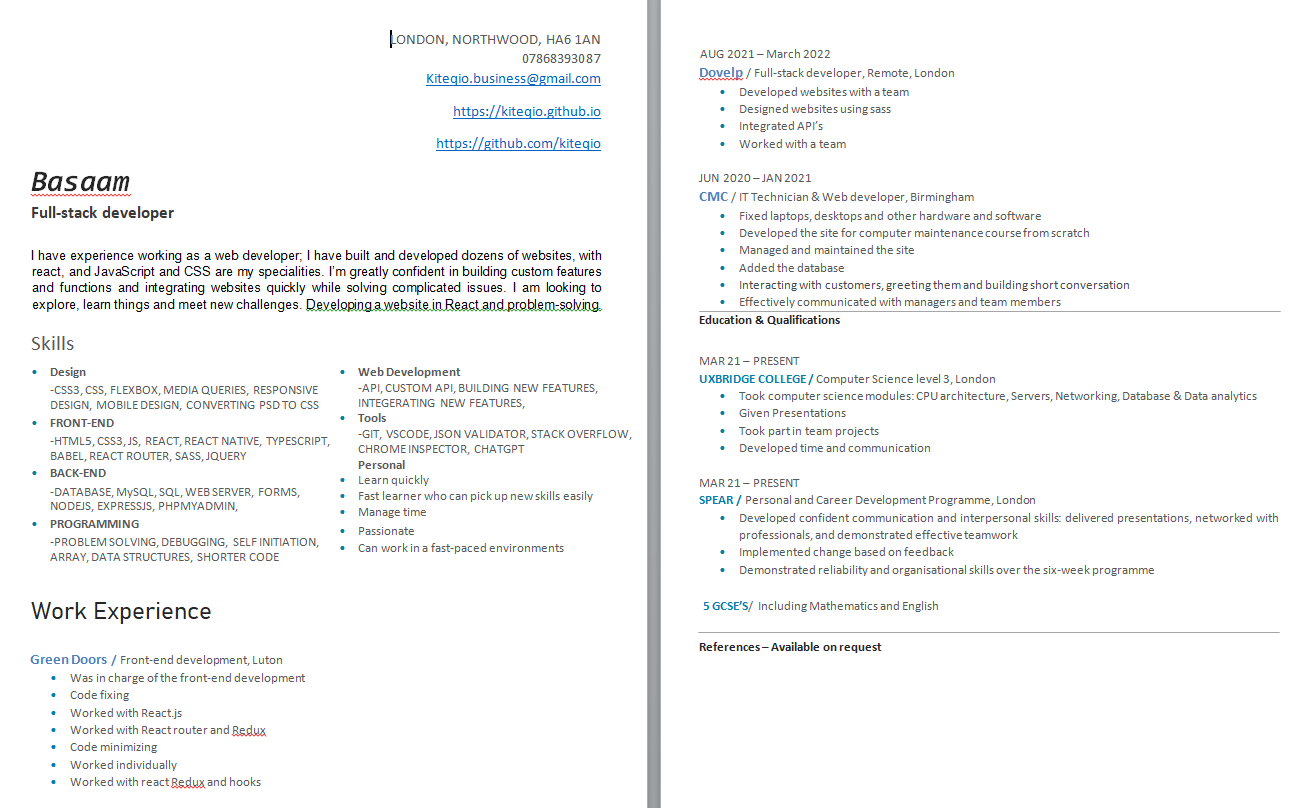 LONDON, NORTHWOOD, HA6 1AN
07868393087
Kiteqio.business@gmail.com
https://kiteqio.github.io
https://github.com/kiteqio
Basaam
Full-stack developer
I have experience working as a web developer; I have built and developed dozens of websites, with
react, and JavaScript and CSS are my specialities. I'm greatly confident in building custom features
and functions and integrating websites quickly while solving complicated issues. I am looking to
explore, learn things and meet new challenges. Developing a website in React and problem-solving.
Skills
• Design
-CSS3, CSS, FLEXBOX, MEDIA QUERIES, RESPONSIVE
DESIGN, MOBILE DESIGN, CONVERTING PSD TO CSS
• FRONT-END
-HTML5, CSS3, JS, REACT, REACT NATIVE, TYPESCRIPT,
BABEL, REACT ROUTER, SASS, JQUERY
• BACK-END
-DATABASE, MySQL, SQL, WEB SERVER, FORMS,
NODEJS, EXPRESSJS, PHPMYADMIN,
• PROGRAMMING
-PROBLEM SOLVING, DEBUGGING, SELF INITIATION,
ARRAY, DATA STRUCTURES, SHORTER CODE
• Web Development
-API, CUSTOM API, BUILDING NEW FEATURES,
INTEGERATING NEW FEATURES,
• Tools
-GIT, VSCODE, JSON VALIDATOR, STACK OVERFLOW,
CHROME INSPECTOR, CHATGPT
Personal
• Learn quickly
• Fast learner who can pick up new skills easily
• Manage time
• Passionate
• Can work in a fast-paced environments
Work Experience
Green Doors / Front-end development, Luton
• Was in charge of the front-end development
• Code fixing
• Worked with React.js
• Worked with React router and Redux
• Code minimizing
• Worked individually
• Worked with react Redux and hooks
AUG 2021 – March 2022
Dovelp / Full-stack developer, Remote, London
• Developed websites with a team
• Designed websites using sass
• Integrated API's
• Worked with a team
JUN 2020 – JAN 2021
CMC / IT Technician & Web developer, Birmingham
• Fixed laptops, desktops and other hardware and software
• Developed the site for computer maintenance course from scratch
• Managed and maintained the site
• Added the database
• Interacting with customers, greeting them and building short conversation
• Effectively communicated with managers and team members
Education & Qualifications
MAR 21 – PRESENT
UXBRIDGE COLLEGE / Computer Science level 3, London
• Took computer science modules: CPU architecture, Servers, Networking, Database & Data analytics
• Given Presentations
• Took part in team projects
• Developed time and communication
MAR 21 – PRESENT
SPEAR / Personal and Career Development Programme, London
• Developed confident communication and interpersonal skills: delivered presentations, networked with
professionals, and demonstrated effective teamwork
• Implemented change based on feedback
• Demonstrated reliability and organisational skills over the six-week programme
5 GCSE'S/ Including Mathematics and English
References – Available on request